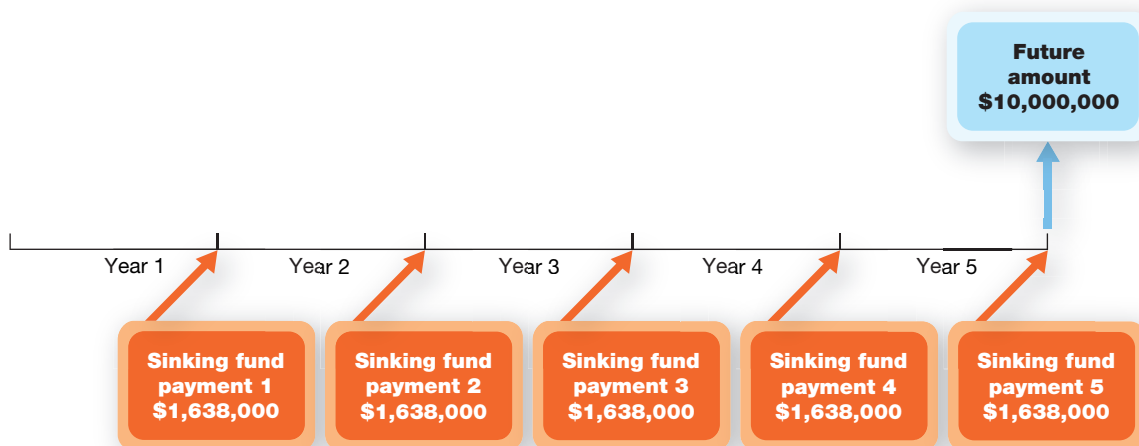 Future
amount
$10,000,000
Year 1
Year 2
Year 3
Year 4
Year 5
Sinking fund
payment 1
$1,638,000
Sinking fund
payment 2
$1,638,000
Sinking fund
payment 3
$1,638,000
Sinking fund
payment 4
$1,638,000
Sinking fund
payment 5
$1,638,000